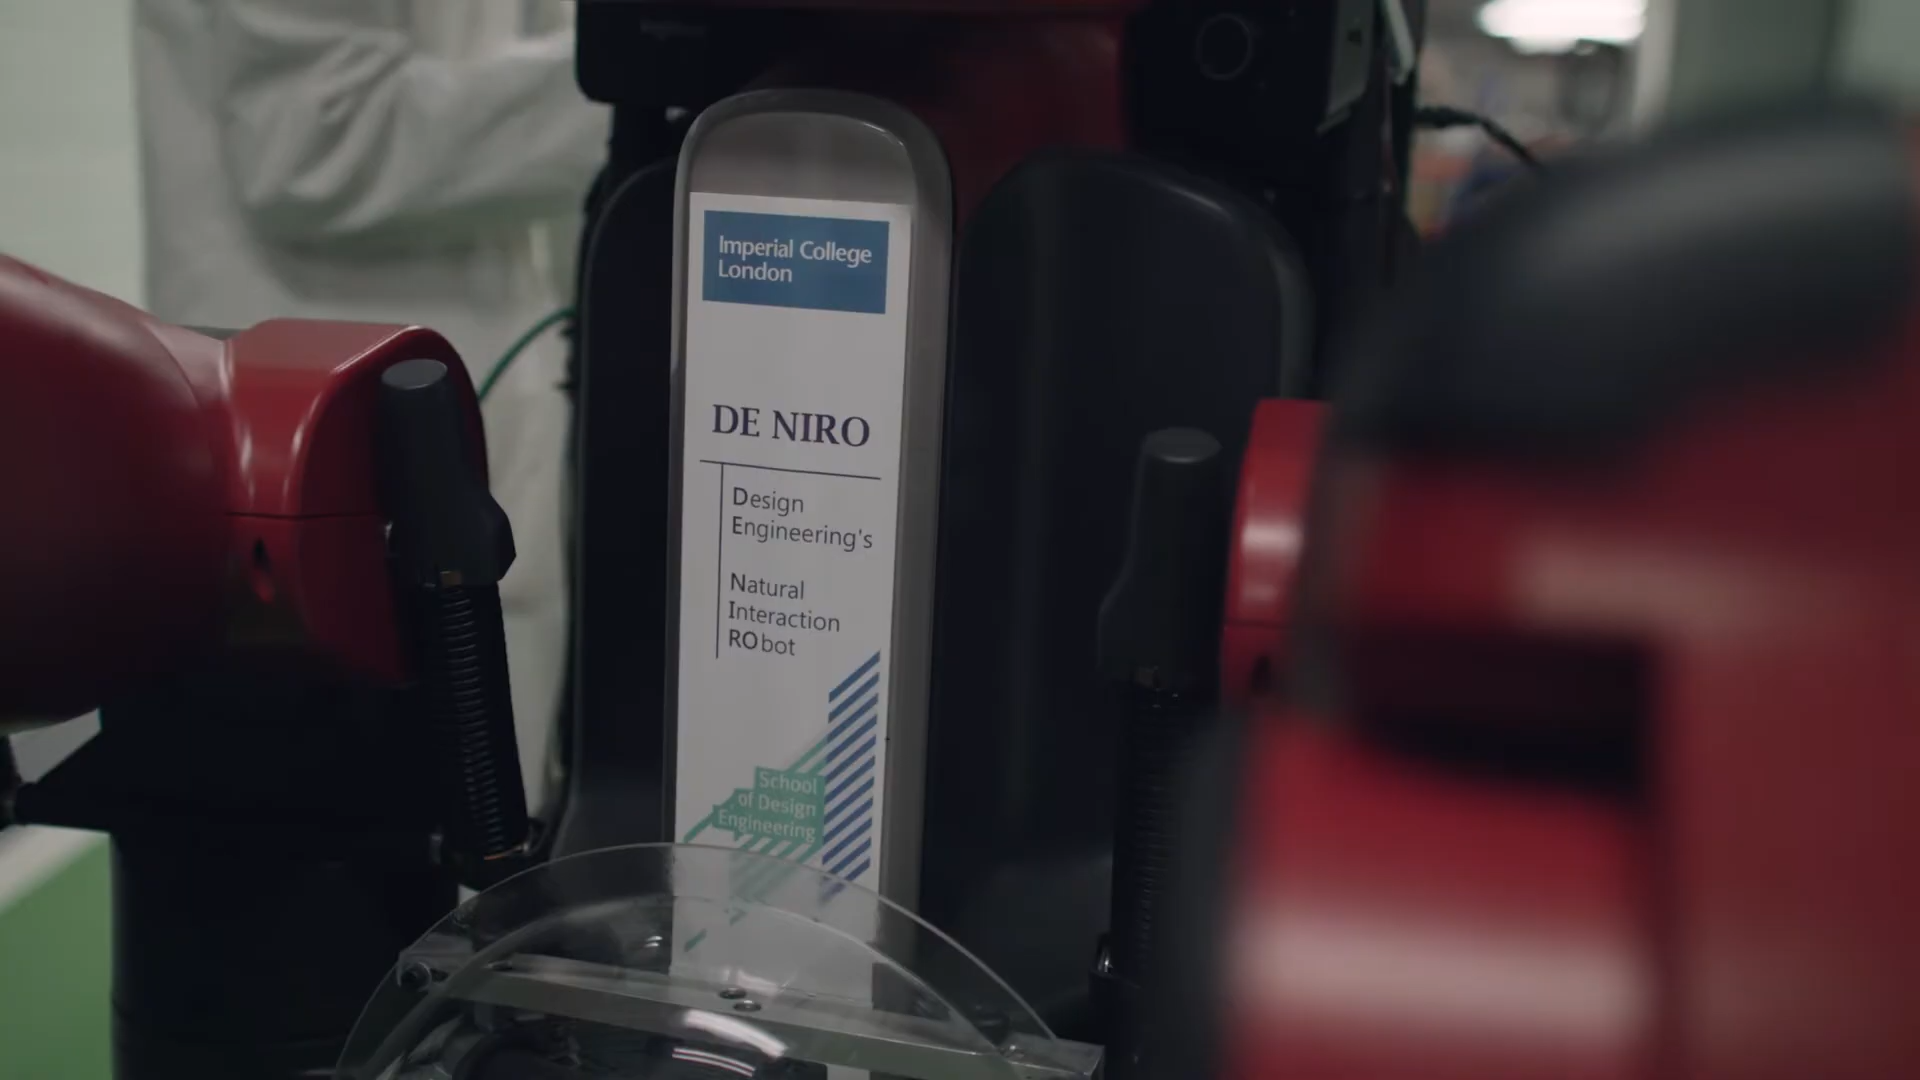 Imperial College
London
DE NIRO
Design
Engineering's
Natural
Interaction
RObot
School
of Design
Engineering